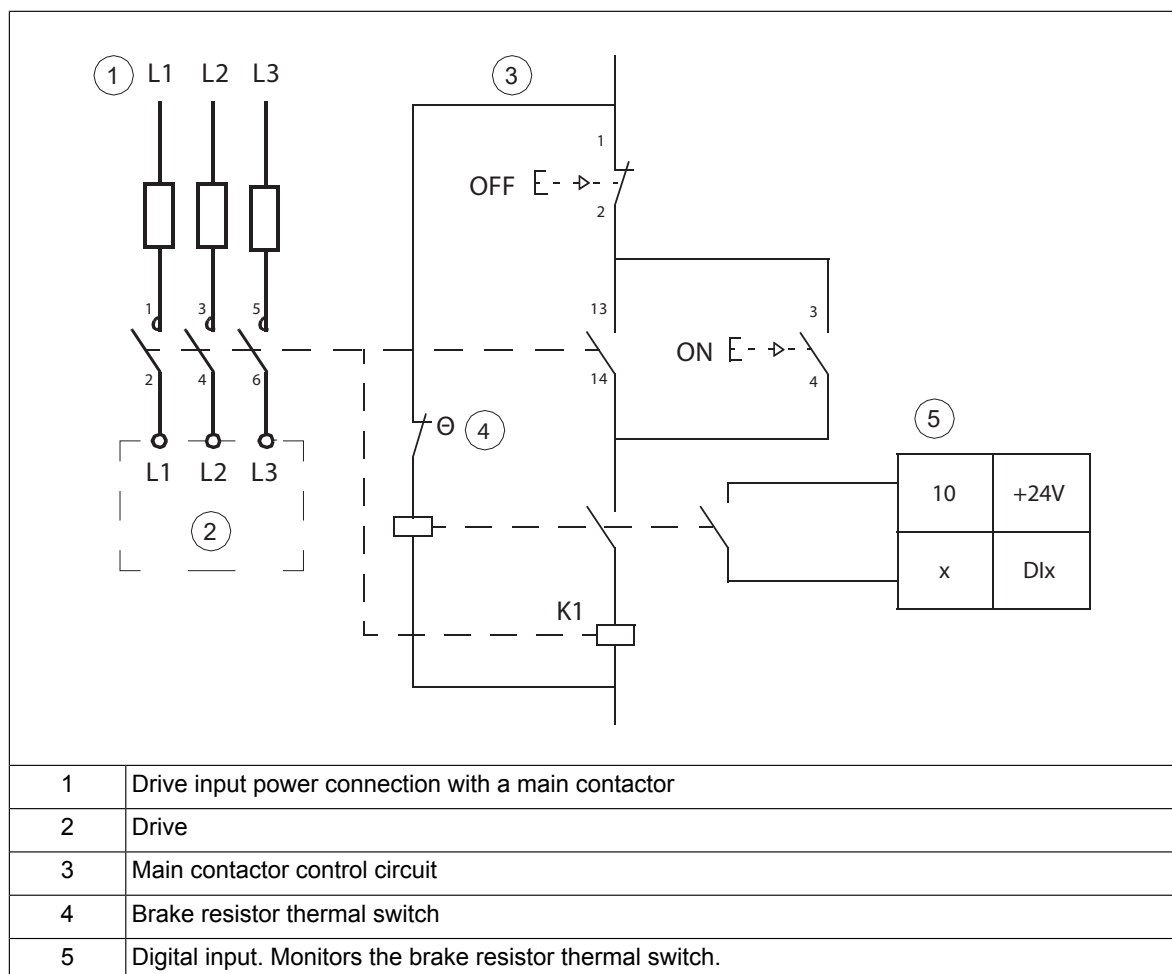 1 L1 L2 L3 3
1
OFF
2
1 3 5 13 3
ON
2 4 6 14 4
Θ 4 5
L1 L2 L3
10 +24V
2
x DIx
K1
1 Drive input power connection with a main contactor
2 Drive
3 Main contactor control circuit
4 Brake resistor thermal switch
5 Digital input. Monitors the brake resistor thermal switch.